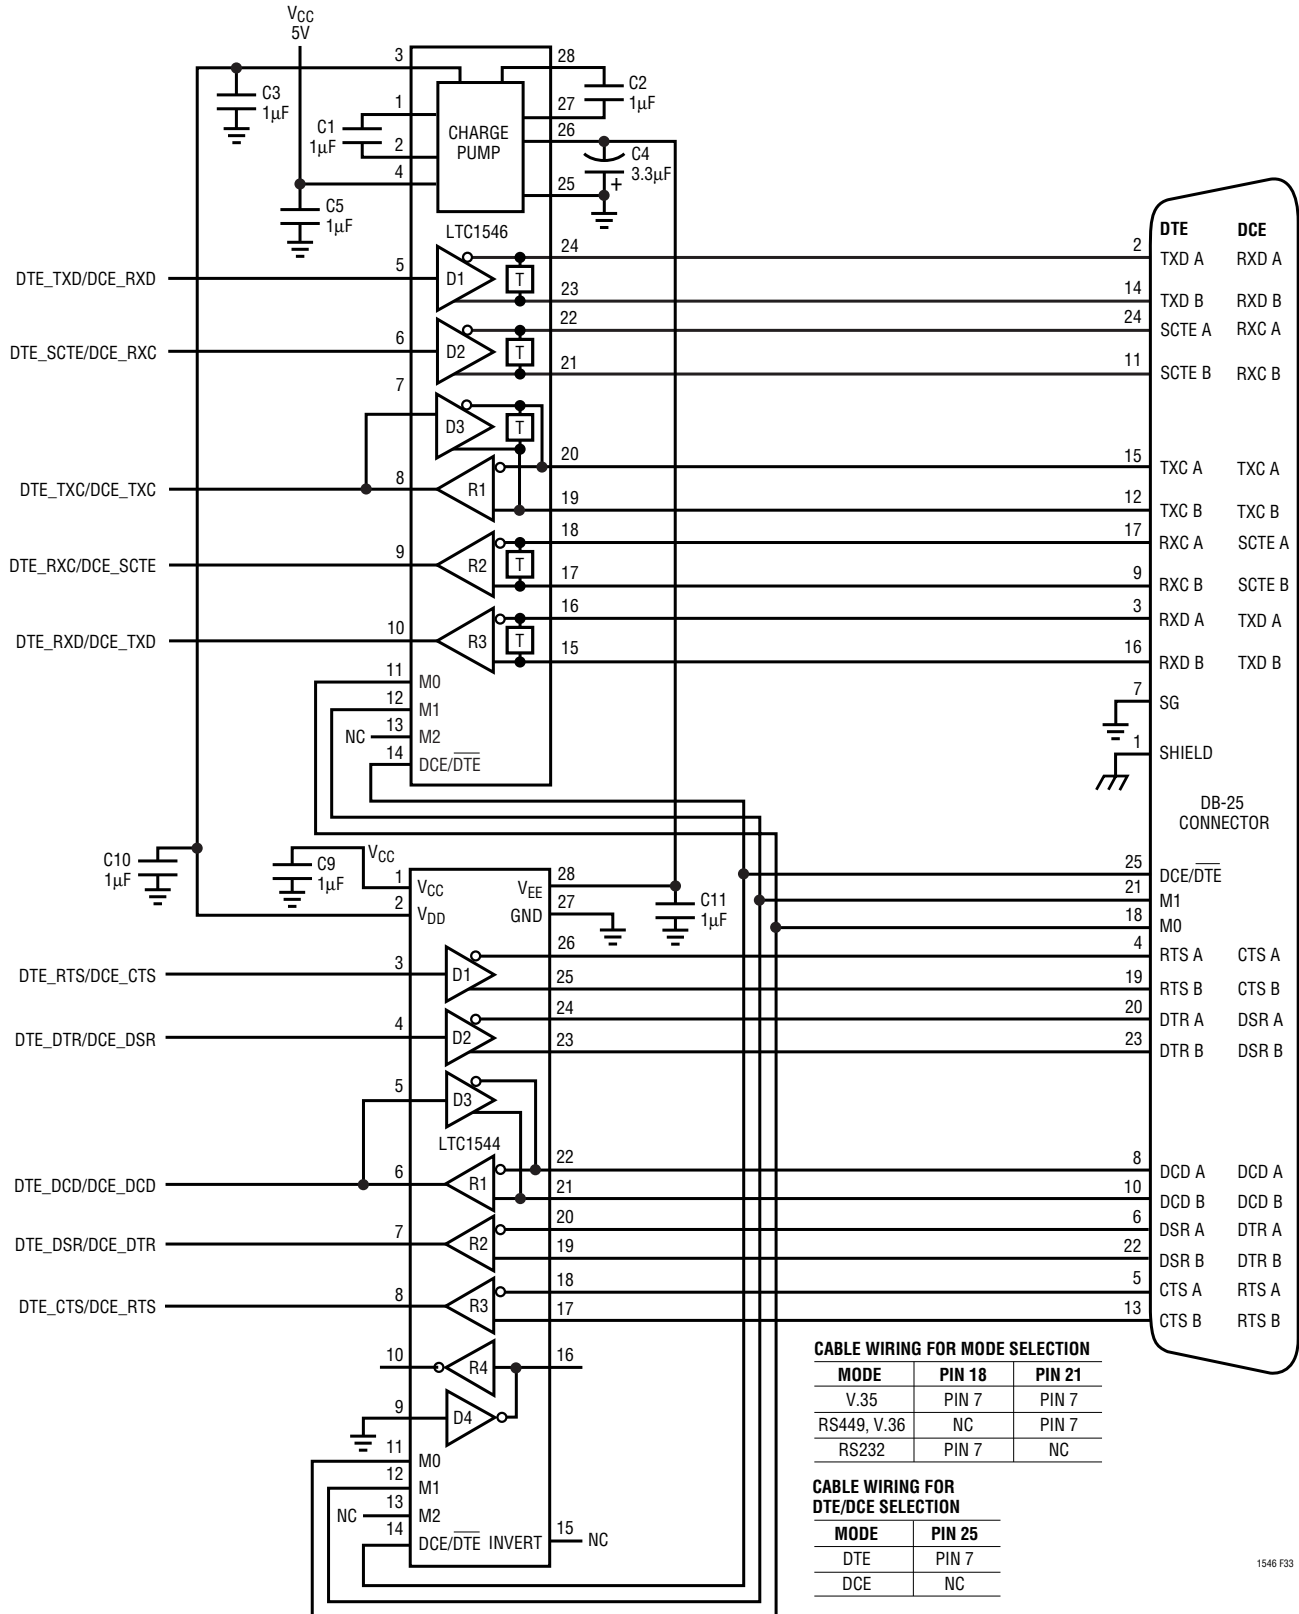 VCC
5V
3
28
C3
1µF
C2
1µF
1
27
C1
1µF
CHARGE
PUMP
26
2
C4
3.3µF
+
4
25
C5
1µF
LTC1546
DTE DCE
24
2
TXD A RXD A
DTE_TXD/DCE_RXD
5
D1
T
23
14
TXD B RXD B
22
24
SCTE A RXC A
DTE_SCTE/DCE_RXC
6
D2
T
21
11
SCTE B RXC B
7
D3
T
20
15
TXC A TXC A
DTE_TXC/DCE_TXC
8
R1
19
12
TXC B TXC B
18
17
RXC A SCTE A
DTE_RXC/DCE_SCTE
9
R2
T
17
9
RXC B SCTE B
16
3
RXD A TXD A
DTE_RXD/DCE_TXD
10
R3
T
15
16
RXD B TXD B
11
M0
7
SG
12
M1
NC
13
M2
14
DCE/DTE
1
SHIELD
DB-25
CONNECTOR
C10
1µF
C9
1µF
VCC
1
VCC
VEE
28
25
DCE/DTE
2
VDD
GND
27
C11
1µF
21
M1
18
M0
26
4
RTS A CTS A
DTE_RTS/DCE_CTS
3
D1
25
19
RTS B CTS B
24
20
DTR A DSR A
DTE_DTR/DCE_DSR
4
D2
23
23
DTR B DSR B
5
D3
LTC1544
22
8
DCD A DCD A
DTE_DCD/DCE_DCD
6
R1
21
10
DCD B DCD B
20
6
DSR A DTR A
DTE_DSR/DCE_DTR
7
R2
19
22
DSR B DTR B
18
5
CTS A RTS A
DTE_CTS/DCE_RTS
8
R3
17
13
CTS B RTS B
10
R4
16
9
D4
11
M0
12
M1
NC
13
M2
14
DCE/DTE
INVERT
15
NC
CABLE WIRING FOR MODE SELECTION
MODE PIN 18 PIN 21
V.35 PIN 7 PIN 7
RS449, V.36 NC PIN 7
RS232 PIN 7 NC
CABLE WIRING FOR
DTE/DCE SELECTION
MODE PIN 25
DTE PIN 7
DCE NC
1546 F33